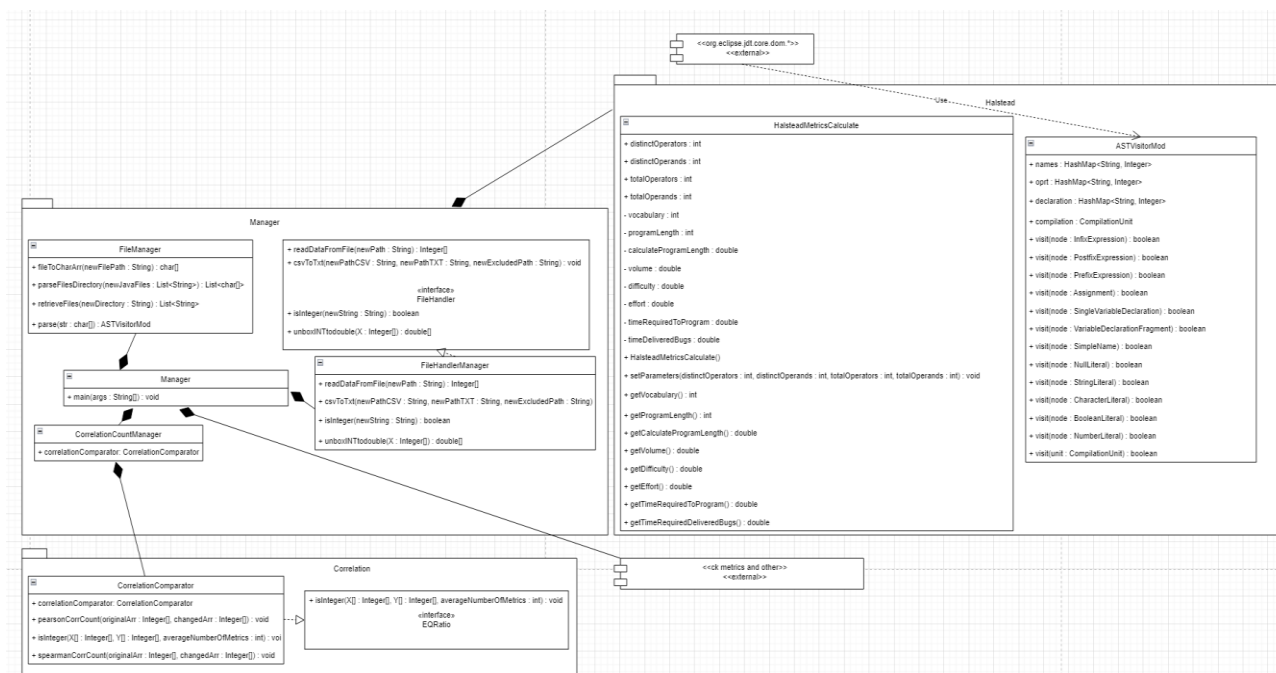 <<org.eclipse.jdt.core.dom.*>>
<<external>>
Use
Halstead
HalsteadMetricsCalculate
+ distinctOperators : int
+ distinctOperands : int
+ totalOperators : int
+ totalOperands : int
- vocabulary : int
- programLength : int
- calculateProgramLength : double
- volume : double
- difficulty : double
- effort : double
- timeRequiredToProgram : double
- timeDeliveredBugs : double
+ HalsteadMetricsCalculate()
+ setParameters(distinctOperators : int, distinctOperands : int, totalOperators : int, totalOperands : int) : void
+ getVocabulary() : int
+ getProgramLength() : int
+ getCalculateProgramLength() : double
+ getVolume() : double
+ getDifficulty() : double
+ getEffort() : double
+ getTimeRequiredToProgram() : double
+ getTimeRequiredDeliveredBugs() : double
ASTVisitorMod
+ names : HashMap<String, Integer>
+ oprt : HashMap<String, Integer>
+ declaration : HashMap<String, Integer>
+ compilation : CompilationUnit
+ visit(node : InfixExpression) : boolean
+ visit(node : PostfixExpression) : boolean
+ visit(node : PrefixExpression) : boolean
+ visit(node : Assignment) : boolean
+ visit(node : SingleVariableDeclaration) : boolean
+ visit(node : VariableDeclarationFragment) : boolean
+ visit(node : SimpleName) : boolean
+ visit(node : NullLiteral) : boolean
+ visit(node : StringLiteral) : boolean
+ visit(node : CharacterLiteral) : boolean
+ visit(node : BooleanLiteral) : boolean
+ visit(node : NumberLiteral) : boolean
+ visit(unit : CompilationUnit) : boolean
Manager
FileManager
+ fileToCharArr(newFilePath : String) : char[]
+ parseFilesDirectory(newJavaFiles : List<String>) : List<char[]>
+ retrieveFiles(newDirectory : String) : List<String>
+ parse(str : char[]) : ASTVisitorMod
+ readDataFromFile(newPath : String) : Integer[]
+ csvToTxt(newPathCSV : String, newPathTXT : String, newExcludedPath : String) : void
«interface»
FileHandler
+ isInteger(newString : String) : boolean
+ unboxINTtodouble(X : Integer[]) : double[]
Manager
+ main(args : String[]) : void
FileHandlerManager
+ readDataFromFile(newPath : String) : Integer[]
+ csvToTxt(newPathCSV : String, newPathTXT : String, newExcludedPath : String)
+ isInteger(newString : String) : boolean
+ unboxINTtodouble(X : Integer[]) : double[]
CorrelationCountManager
+ correlationComparator: CorrelationComparator
<<ck metrics and other>>
<<external>>
Correlation
CorrelationComparator
+ correlationComparator: CorrelationComparator
+ pearsonCorrCount(originalArr : Integer[], changedArr : Integer[]) : void
+ isInteger(X[] : Integer[], Y[] : Integer[], averageNumberOfMetrics : int) : voi
+ spearmanCorrCount(originalArr : Integer[], changedArr : Integer[]) : void
+ isInteger(X[] : Integer[], Y[] : Integer[], averageNumberOfMetrics : int) : void
«interface»
EQRatio